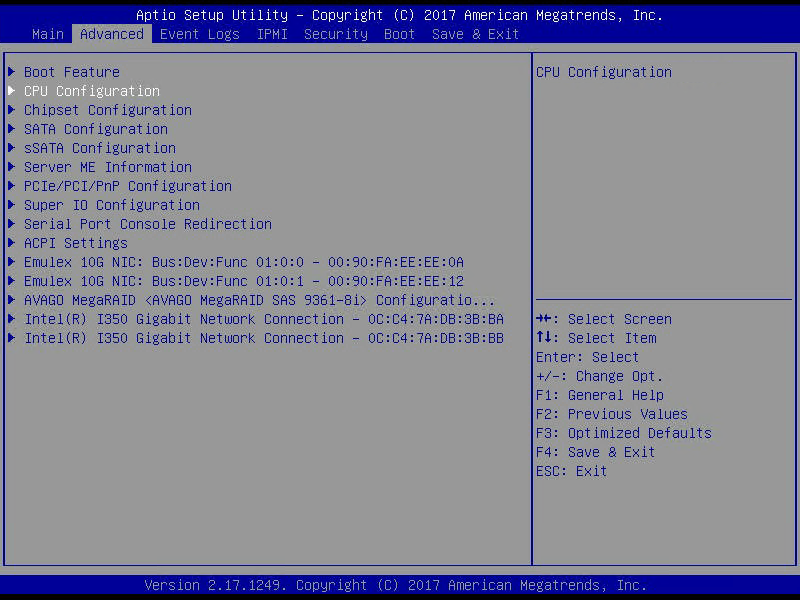 Aptio Setup Utility – Copyright (C) 2017 American Megatrends, Inc.
Main Advanced Event Logs IPMI Security Boot Save & Exit
Boot Feature
CPU Configuration
Chipset Configuration
SATA Configuration
sSATA Configuration
Server ME Information
PCIe/PCI/PnP Configuration
Super IO Configuration
Serial Port Console Redirection
ACPI Settings
Emulex 10G NIC: Bus:Dev:Func 01:0:0 – 00:90:FA:EE:EE:0A
Emulex 10G NIC: Bus:Dev:Func 01:0:1 – 00:90:FA:EE:EE:12
AVAGO MegaRAID <AVAGO MegaRAID SAS 9361-8i> Configuratio...
Intel(R) I350 Gigabit Network Connection – 0C:C4:7A:DB:3B:BA
Intel(R) I350 Gigabit Network Connection – 0C:C4:7A:DB:3B:BB
CPU Configuration
→←: Select Screen
↑↓: Select Item
Enter: Select
+/-: Change Opt.
F1: General Help
F2: Previous Values
F3: Optimized Defaults
F4: Save & Exit
ESC: Exit
Version 2.17.1249. Copyright (C) 2017 American Megatrends, Inc.